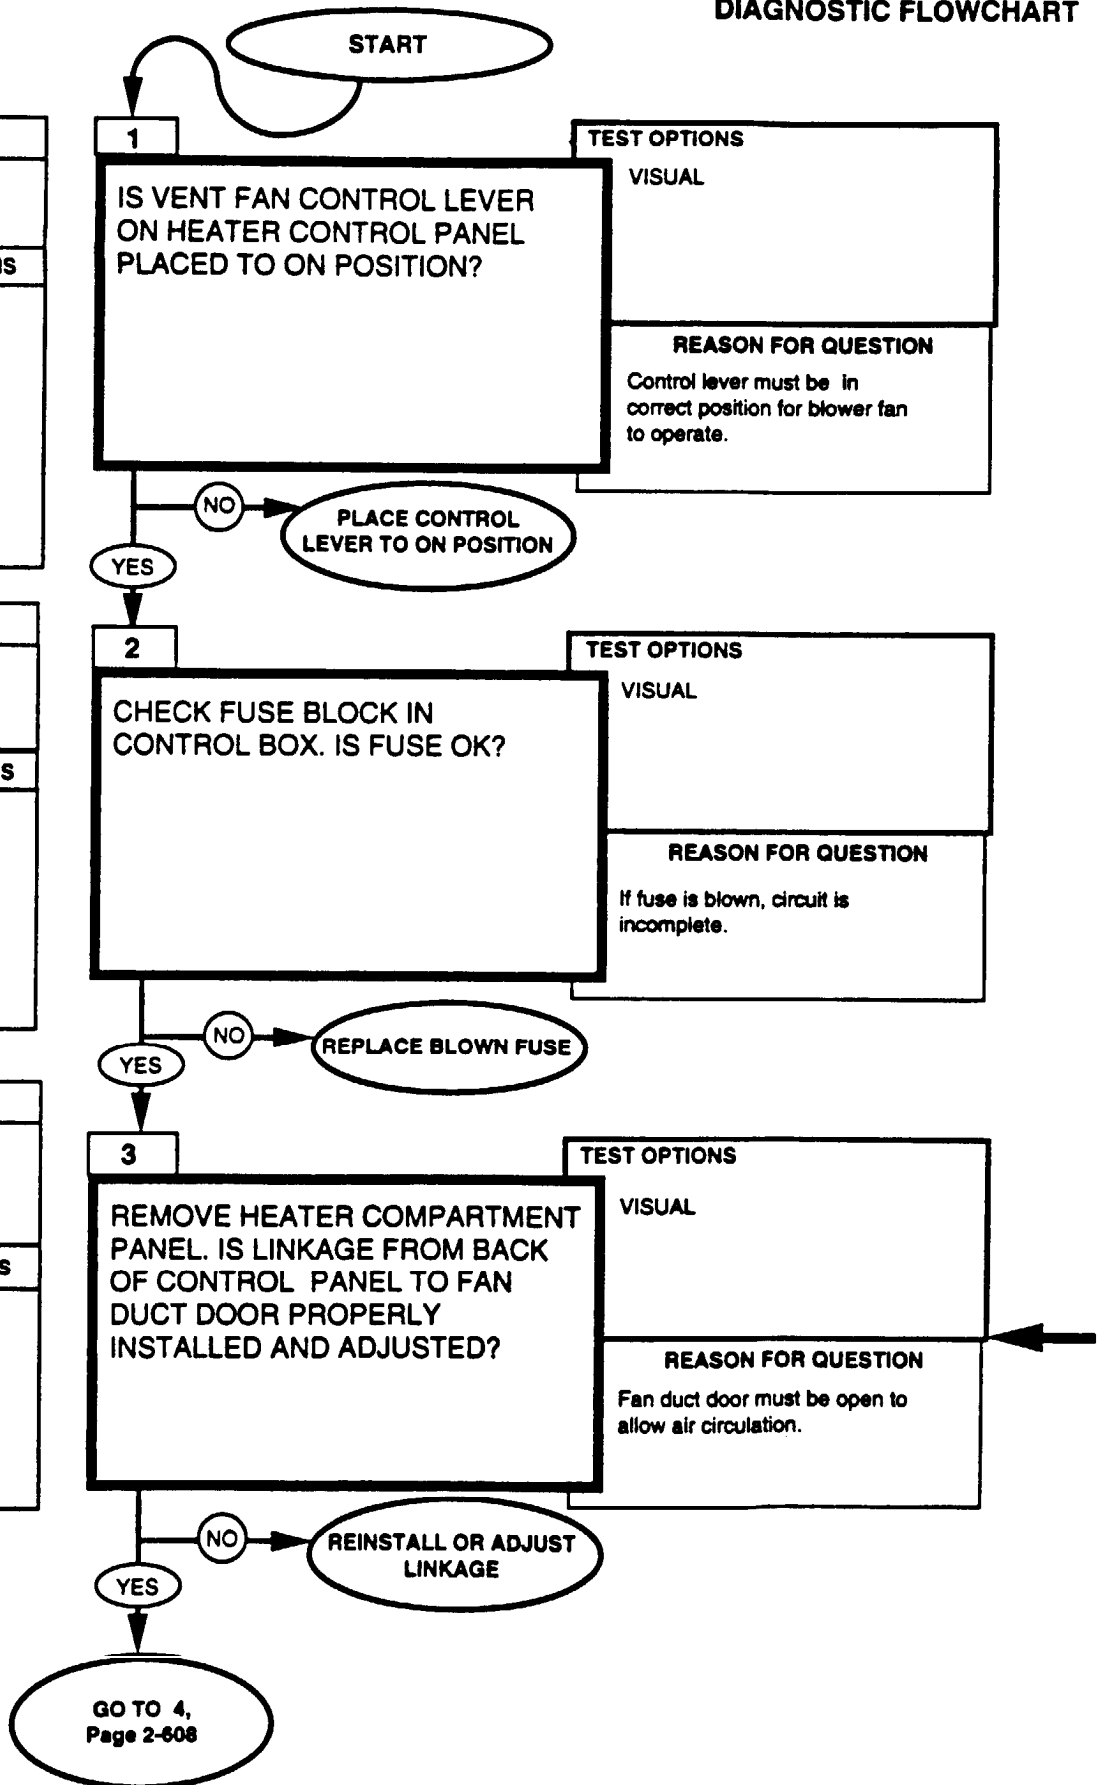 DIAGNOSTIC FLOWCHART
START
1
IS VENT FAN CONTROL LEVER
ON HEATER CONTROL PANEL
PLACED TO ON POSITION?
TEST OPTIONS
VISUAL
REASON FOR QUESTION
Control lever must be in
correct position for blower fan
to operate.
NO
PLACE CONTROL
LEVER TO ON POSITION
YES
2
CHECK FUSE BLOCK IN
CONTROL BOX. IS FUSE OK?
TEST OPTIONS
VISUAL
REASON FOR QUESTION
If fuse is blown, circuit is
incomplete.
NO
REPLACE BLOWN FUSE
YES
3
REMOVE HEATER COMPARTMENT
PANEL. IS LINKAGE FROM BACK
OF CONTROL PANEL TO FAN
DUCT DOOR PROPERLY
INSTALLED AND ADJUSTED?
TEST OPTIONS
VISUAL
REASON FOR QUESTION
Fan duct door must be open to
allow air circulation.
NO
REINSTALL OR ADJUST
LINKAGE
YES
GO TO 4,
Page 2-608